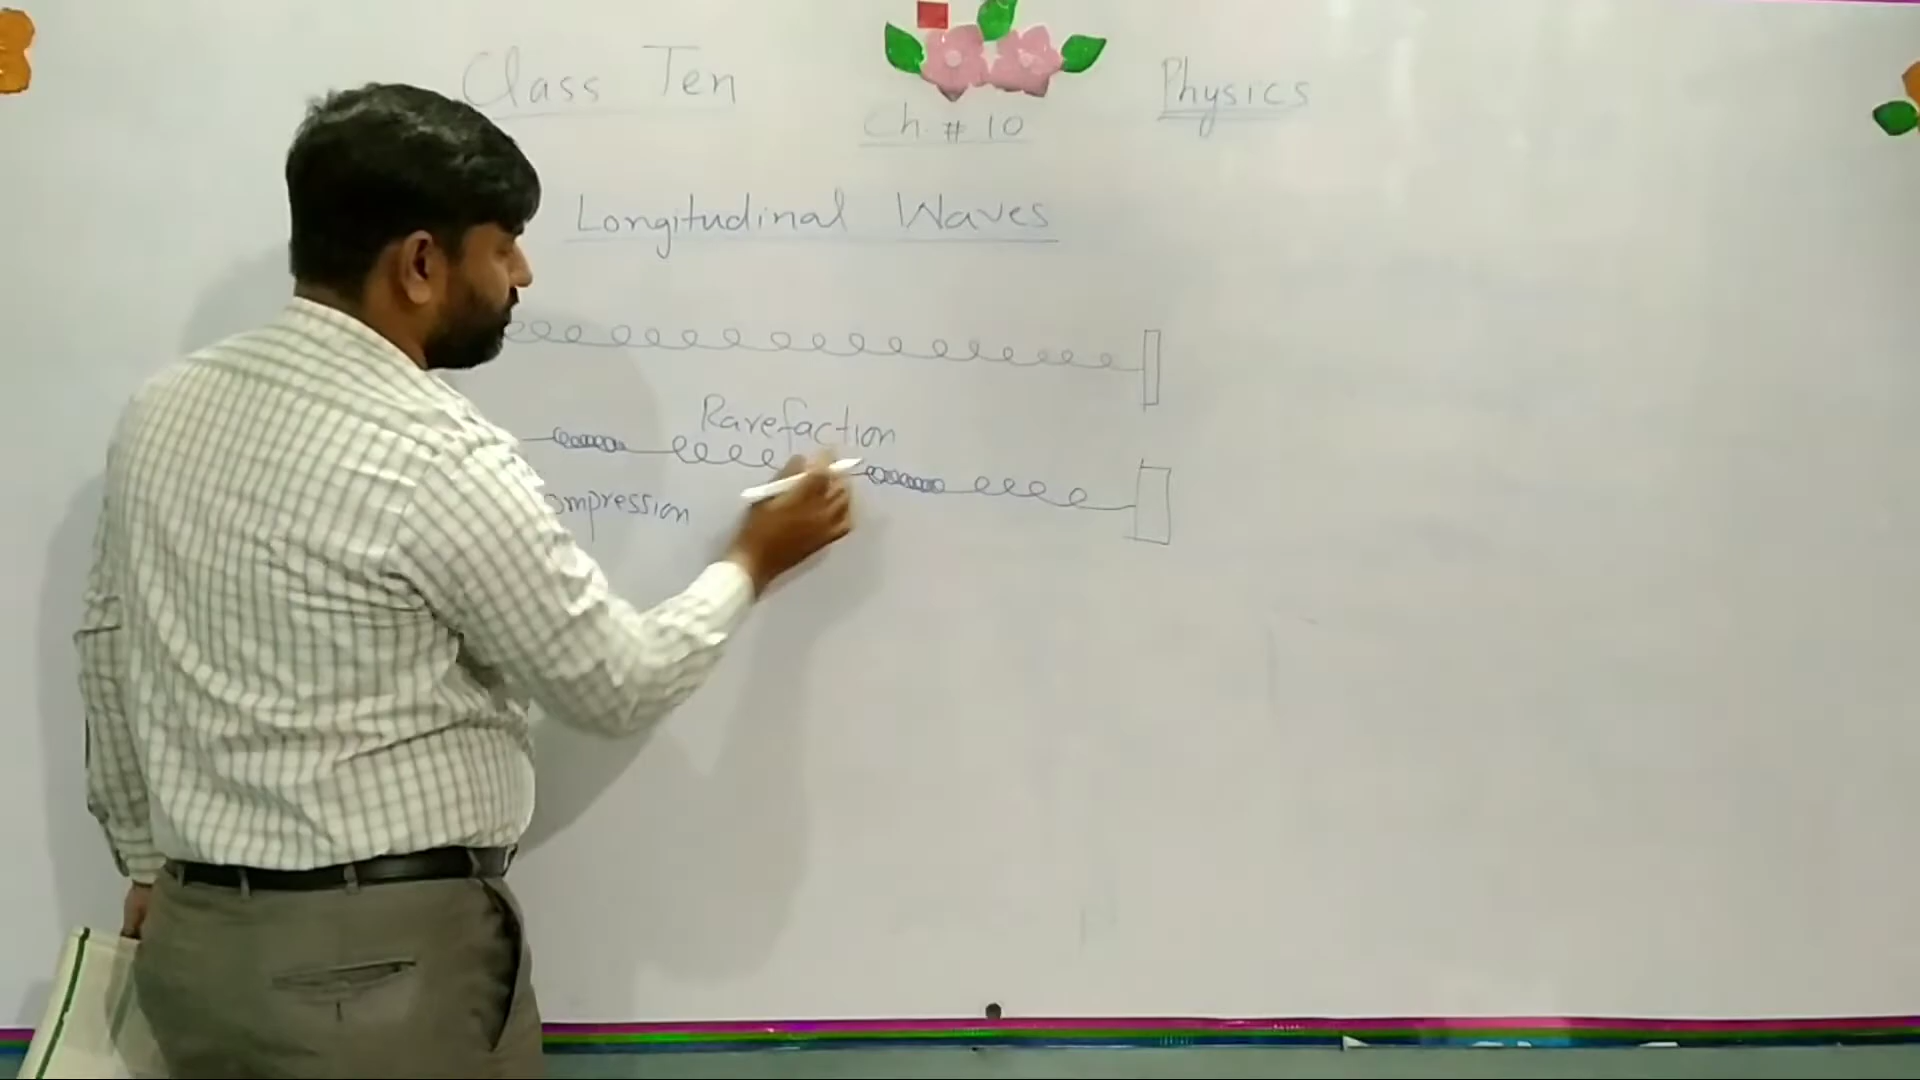 Class Ten
Physics
Ch # 10
Longitudinal Waves
Rarefaction
ompression